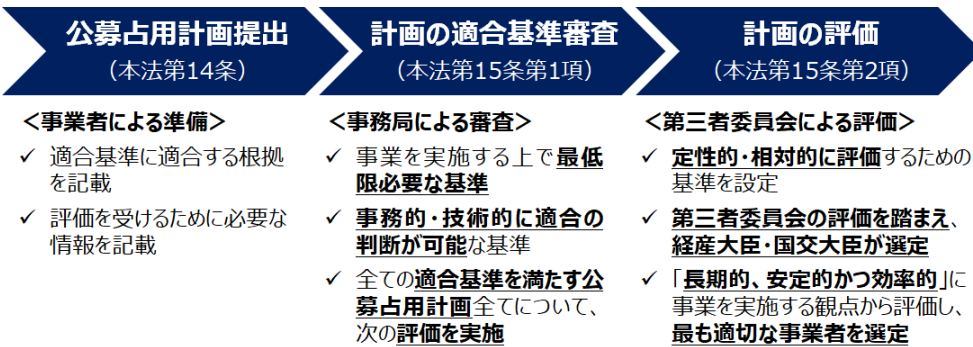 公募占用計画提出
（本法第14条）
計画の適合基準審査
（本法第15条第1項）
計画の評価
（本法第15条第2項）
＜事業者による準備＞
✓ 適合基準に適合する根拠
を記載
✓ 評価を受けるために必要な
情報を記載
＜事務局による審査＞
✓ 事業を実施する上で最低
限必要な基準
✓ 事務的・技術的に適合の
判断が可能な基準
✓ 全ての適合基準を満たす公
募占用計画全てについて、
次の評価を実施
＜第三者委員会による評価＞
✓ 定性的・相対的に評価するための
基準を設定
✓ 第三者委員会の評価を踏まえ、
経産大臣・国交大臣が選定
✓ 「長期的、安定的かつ効率的」に
事業を実施する観点から評価し、
最も適切な事業者を選定